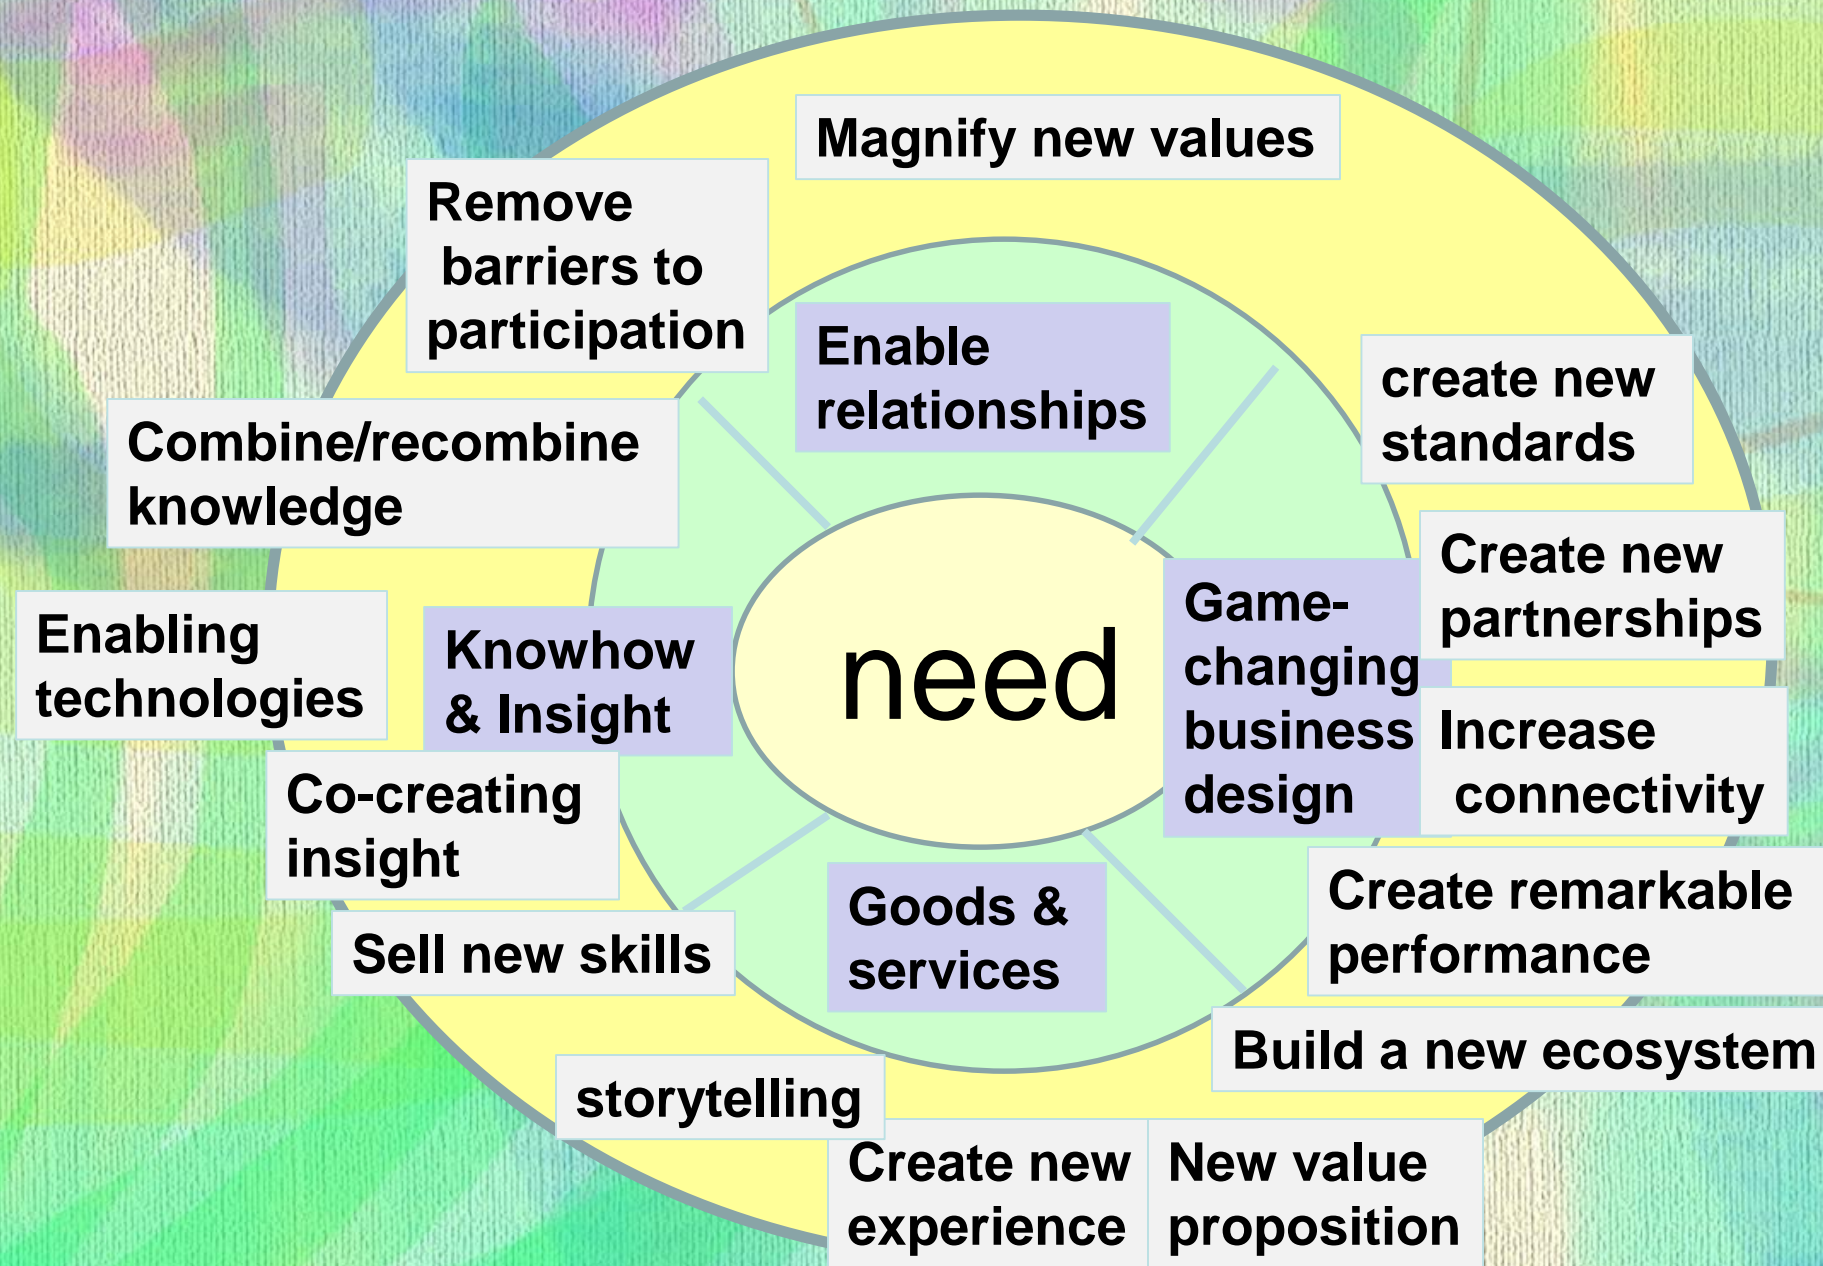 Magnify new values
Remove
barriers to
participation
Enable
relationships
create new
standards
Combine/recombine
knowledge
Create new
partnerships
Enabling
technologies
Knowhow
& Insight
need
Game-
changing
business
design
Increase
connectivity
Co-creating
insight
Create remarkable
performance
Sell new skills
Goods &
services
Build a new ecosystem
storytelling
Create new
experience
New value
proposition